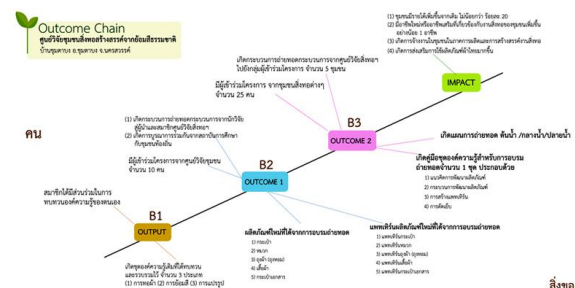 Outcome Chain
ศูนย์วิจัยชุมชนสิ่งทอสร้างสรรค์จากย้อมสีธรรมชาติ
บ้านชุมตาบง อ.ชุมตาบง จ.นครสวรรค์
(1) ชุมชนมีรายได้เพิ่มขึ้นจากเดิม ไม่น้อยกว่า ร้อยละ 20
(2) มีอาชีพใหม่หรืออาชีพเสริมที่เกี่ยวข้องกับงานสิ่งทอของชุมชนเพิ่มขึ้น
อย่างน้อย 1 อาชีพ
(3) เกิดการจ้างงานในชุมชนในภาคการผลิตและการสร้างสรรค์งานสิ่งทอ
(4) เกิดการส่งเสริมการใช้ผลิตภัณฑ์ผ้าไทยมากขึ้น
IMPACT
เกิดกระบวนการถ่ายทอดกระบวนการจากศูนย์วิจัยสิ่งทอฯ
ไปยังกลุ่มผู้เข้าร่วมโครงการ จำนวน 5 ชุมชน
มีผู้เข้าร่วมโครงการ จากชุมชนสิ่งทอต่างๆ
จำนวน 25 คน
B3
OUTCOME 2
เกิดแผนการถ่ายทอด ต้นน้ำ /กลางน้ำ/ปลายน้ำ
เกิดคู่มือชุดองค์ความรู้สำหรับการอบรม
ถ่ายทอดจำนวน 1 ชุด ประกอบด้วย
1) แนวคิดการพัฒนาผลิตภัณฑ์
2) กระบวนการพัฒนาผลิตภัณฑ์
3) การสร้างแพทเทิร์น
4) การตัดเย็บ
(1) เกิดกระบวนการถ่ายทอดกระบวนการจากนักวิจัย
สู่ผู้นำและสมาชิกศูนย์วิจัยสิ่งทอฯ
(2) เกิดการบูรณาการร่วมกันจากสถาบันการศึกษา
กับชุมชนท้องถิ่น
มีผู้เข้าร่วมโครงการจากศูนย์วิจัยชุมชน
จำนวน 10 คน
คน
B2
OUTCOME 1
สมาชิกได้มีส่วนร่วมในการ
ทบทวนองค์ความรู้ของตนเอง
B1
OUTPUT
เกิดชุดองค์ความรู้เดิมที่ได้ทบทวน
และรวบรวมไว้ จำนวน 3 ประเภท
(1) การทอผ้า (2) การย้อมสี (3) การแปรรูป
ผลิตภัณฑ์ใหม่ที่ได้จากการอบรมถ่ายทอด
1) กระเป๋า
2) หมวก
3) ถุงผ้า (ถุงหอม)
4) เสื้อผ้า
5) กระเป๋าเอกสาร
แพทเทิร์นผลิตภัณฑ์ใหม่ที่ได้จากการอบรมถ่ายทอด
1) แพทเทิร์นกระเป๋า
2) แพทเทิร์นหมวก
3) แพทเทิร์นถุงผ้า (ถุงหอม)
4) แพทเทิร์นเสื้อผ้า
5) แพทเทิร์นกระเป๋าเอกสาร
สิ่งขอ